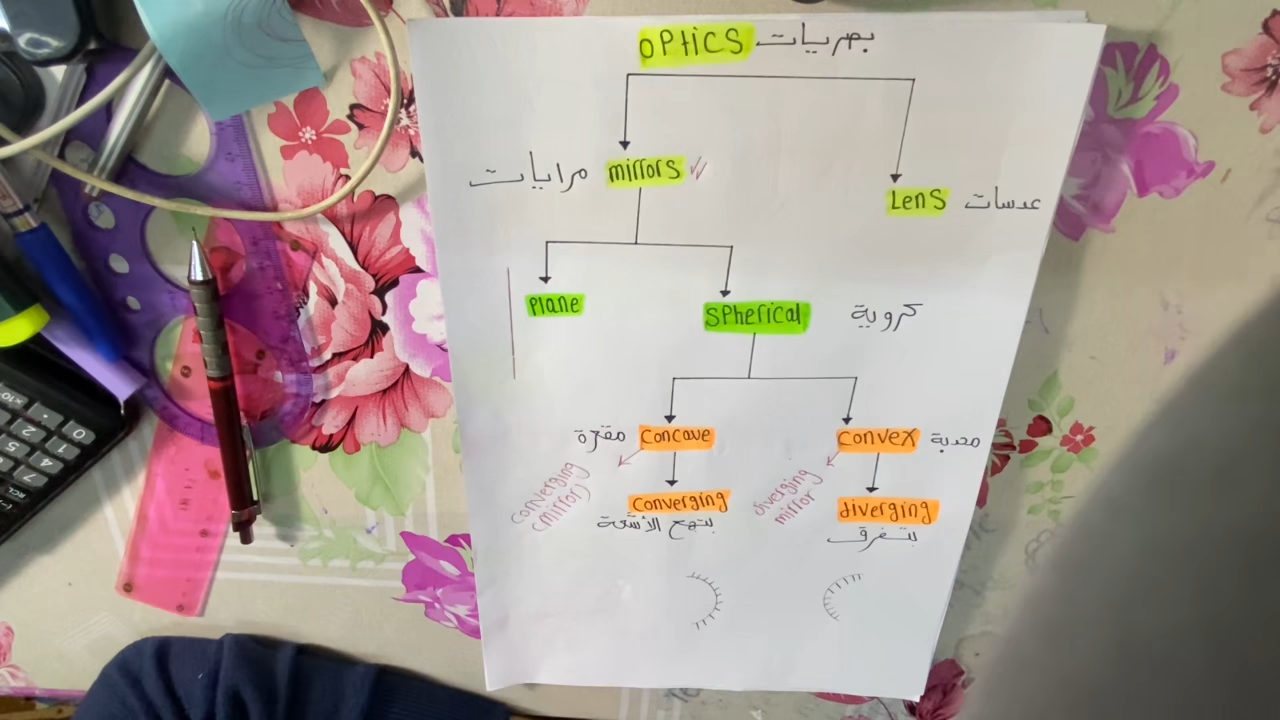 OPtiCS بصريات
mirrors مرايات
LenS عدسات
Plane
SPherical كروية
Concave مقعرة
Convex محدبة
Converging
(mirror)
diverging
mirror
Converging
بتجمع الأشعة
diverging
بتفرق